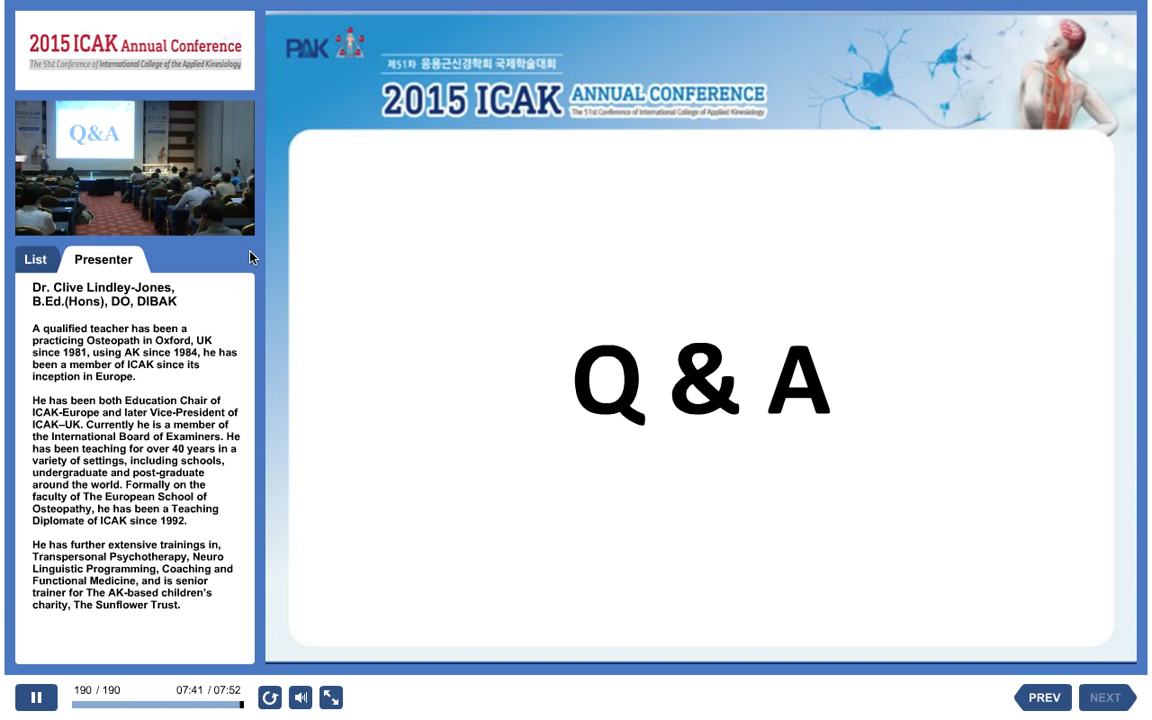 2015 ICAK Annual Conference
The 51st Conference of International College of the Applied Kinesiology
Q&A
List
Presenter
Dr. Clive Lindley-Jones,
B.Ed.(Hons), DO, DIBAK
A qualified teacher has been a
practicing Osteopath in Oxford, UK
since 1981, using AK since 1984, he has
been a member of ICAK since its
inception in Europe.
He has been both Education Chair of
ICAK-Europe and later Vice-President of
ICAK–UK. Currently he is a member of
the International Board of Examiners. He
has been teaching for over 40 years in a
variety of settings, including schools,
undergraduate and post-graduate
around the world. Formally on the
faculty of The European School of
Osteopathy, he has been a Teaching
Diplomate of ICAK since 1992.
He has further extensive trainings in,
Transpersonal Psychotherapy, Neuro
Linguistic Programming, Coaching and
Functional Medicine, and is senior
trainer for The AK-based children's
charity, The Sunflower Trust.
PAK
제51차 응용근신경학회 국제학술대회
2015 ICAK ANNUAL CONFERENCE
The 51st Conference of International College of Applied Kinesiology
Q & A
190 / 190
07:41 / 07:52
PREV
NEXT